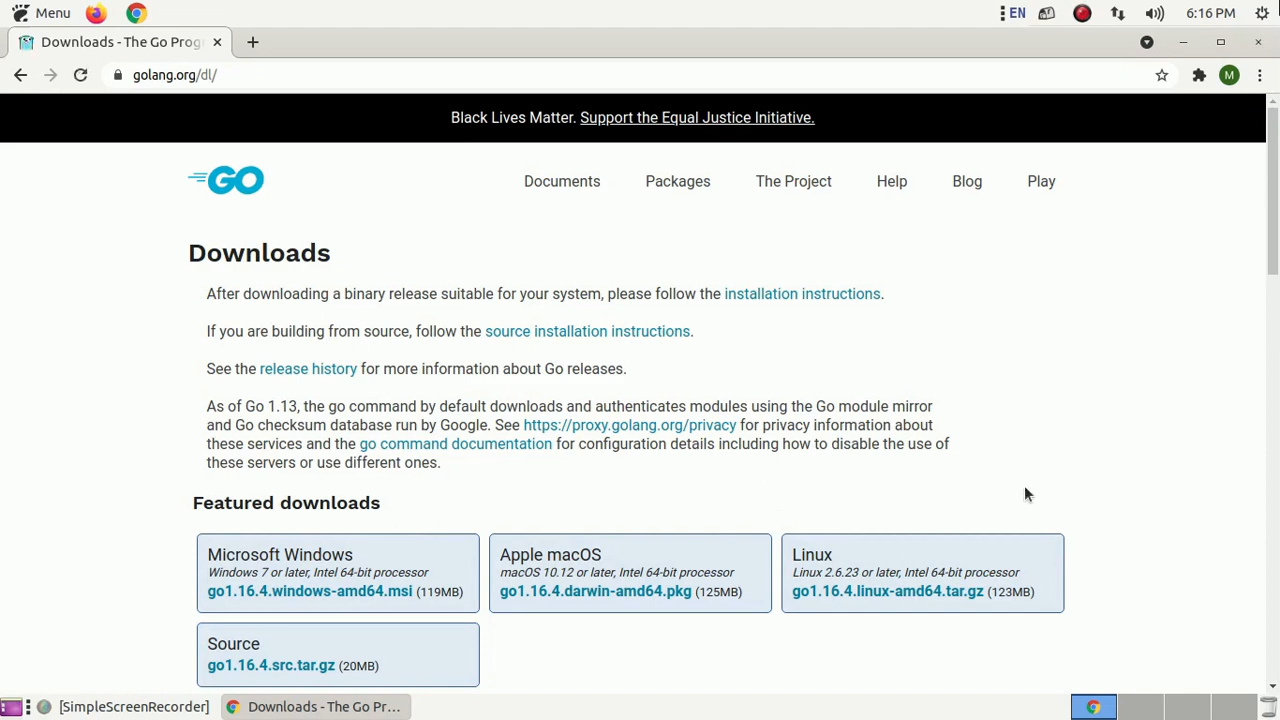 Menu
EN
6:16 PM
Downloads - The Go Prog
golang.org/dl/
M
Black Lives Matter. Support the Equal Justice Initiative.
GO
Documents Packages The Project Help Blog Play
Downloads
After downloading a binary release suitable for your system, please follow the installation instructions.
If you are building from source, follow the source installation instructions.
See the release history for more information about Go releases.
As of Go 1.13, the go command by default downloads and authenticates modules using the Go module mirror
and Go checksum database run by Google. See https://proxy.golang.org/privacy for privacy information about
these services and the go command documentation for configuration details including how to disable the use of
these servers or use different ones.
Featured downloads
Microsoft Windows
Windows 7 or later, Intel 64-bit processor
go1.16.4.windows-amd64.msi (119MB)
Apple macOS
macOS 10.12 or later, Intel 64-bit processor
go1.16.4.darwin-amd64.pkg (125MB)
Linux
Linux 2.6.23 or later, Intel 64-bit processor
go1.16.4.linux-amd64.tar.gz (123MB)
Source
go1.16.4.src.tar.gz (20MB)
[SimpleScreenRecorder]
Downloads - The Go Pr...